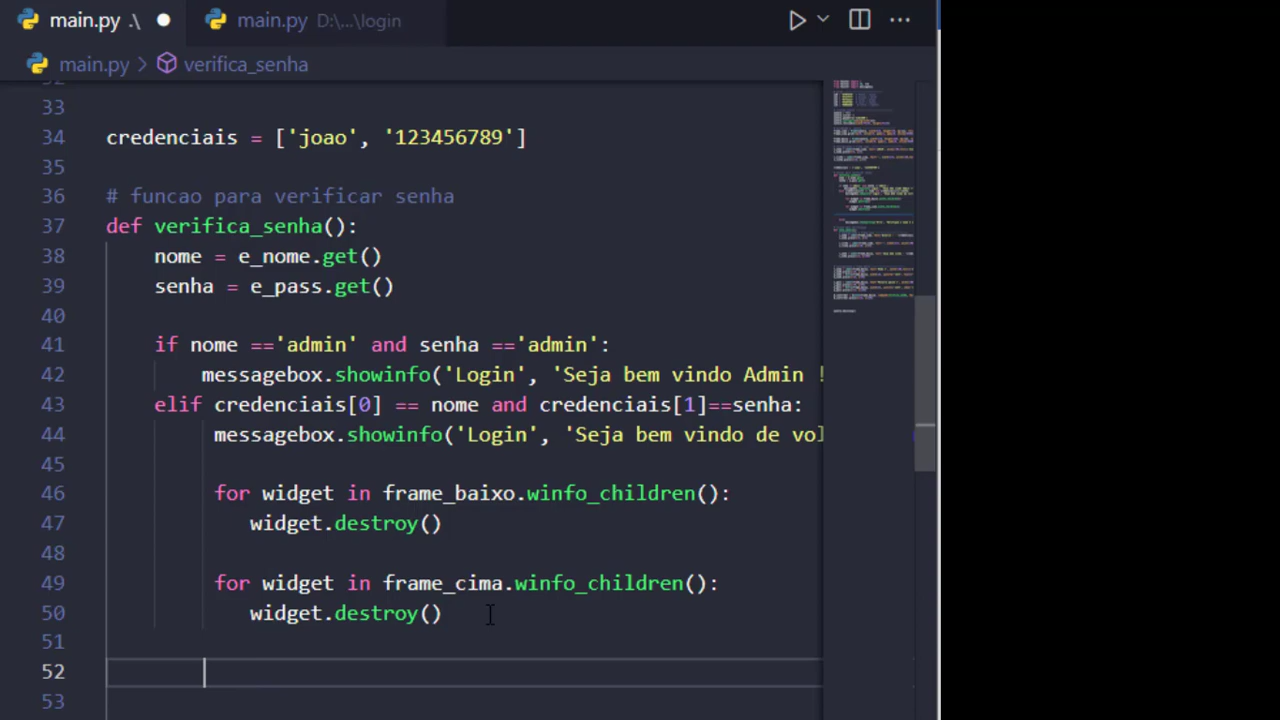 main.py .\ main.py D:\...\login
main.py > verifica_senha
33
34 credenciais = ['joao', '123456789']
35
36 # funcao para verificar senha
37 def verifica_senha():
38 nome = e_nome.get()
39 senha = e_pass.get()
40
41 if nome =='admin' and senha =='admin':
42 messagebox.showinfo('Login', 'Seja bem vindo Admin !
43 elif credenciais[0] == nome and credenciais[1]==senha:
44 messagebox.showinfo('Login', 'Seja bem vindo de vol
45
46 for widget in frame_baixo.winfo_children():
47 widget.destroy()
48
49 for widget in frame_cima.winfo_children():
50 widget.destroy()
51
52
53